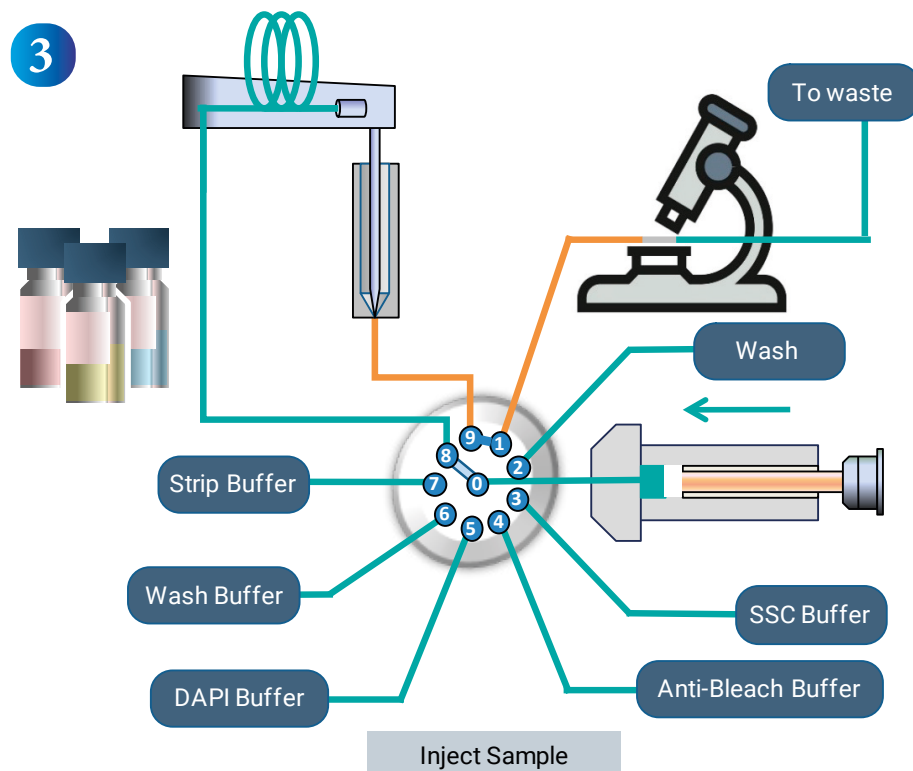 3
To waste
Wash
9
1
8
2
Strip Buffer
7
0
3
6
5
4
Wash Buffer
SSC Buffer
DAPI Buffer
Anti-Bleach Buffer
Inject Sample